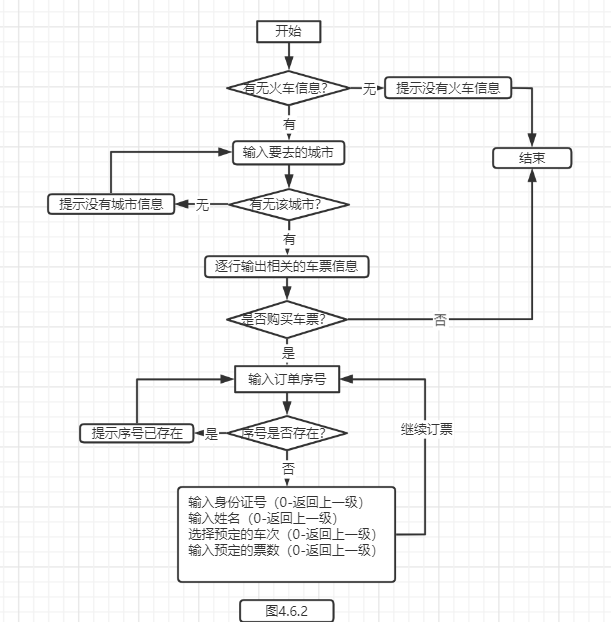 开始
有无火车信息?
无
提示没有火车信息
有
输入要去的城市
结束
提示没有城市信息
无
有无该城市?
有
逐行输出相关的车票信息
是否购买车票?
否
是
输入订单序号
继续订票
提示序号已存在
是
序号是否存在?
否
输入身份证号（0-返回上一级）
输入姓名（0-返回上一级）
选择预定的车次（0-返回上一级）
输入预定的票数（0-返回上一级）
图4.6.2